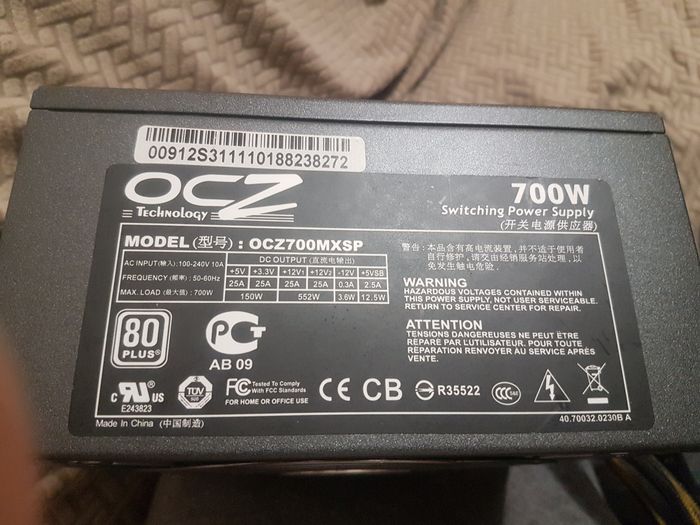 00912S311110188238272
OCZ
Technology
700W
Switching Power Supply
(开关电源供应器)
MODEL (型号) : OCZ700MXSP
AC INPUT(输入): 100-240V 10A
FREQUENCY (频率): 50-60Hz
MAX. LOAD (最大值) : 700W
DC OUTPUT (直流电输出)
+5V +3.3V +12V1 +12V2 -12V +5VSB
25A 25A 25A 25A 0.3A 2.5A
150W 552W 3.6W 12.5W
警告: 本品含有高电流装置, 并不适于使用者
自行修护, 请交由经销服务站处理, 以
免发生触电危险
WARNING
HAZARDOUS VOLTAGES CONTAINED WITHIN
THIS POWER SUPPLY, NOT USER SERVICEABLE.
RETURN TO SERVICE CENTER FOR REPAIR.
ATTENTION
TENSIONS DANGEREUSES NE PEUT ÊTRE
REPARÉ PAR L'UTILISEUR. POUR TOUTE
RÉPARATION RENVOYER AU SERVICE APRÈS
VENTE.
80
PLUS
РСТ
AB 09
c US
E243823
TÜV
FC Tested To Comply
With FCC Standards
FOR HOME OR OFFICE USE
CE CB
R35522
CCC
Made In China (中国制造)
40.70032.0230B A